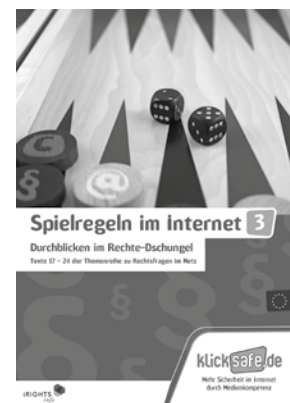 Spielregeln im Internet 3
Durchblicken im Rechte-Dschungel
Texte 17 – 24 der Themenreihe zu Rechtsfragen im Netz
klicksafe.de
Mehr Sicherheit im Internet
durch Medienkompetenz
iRIGHTS
info